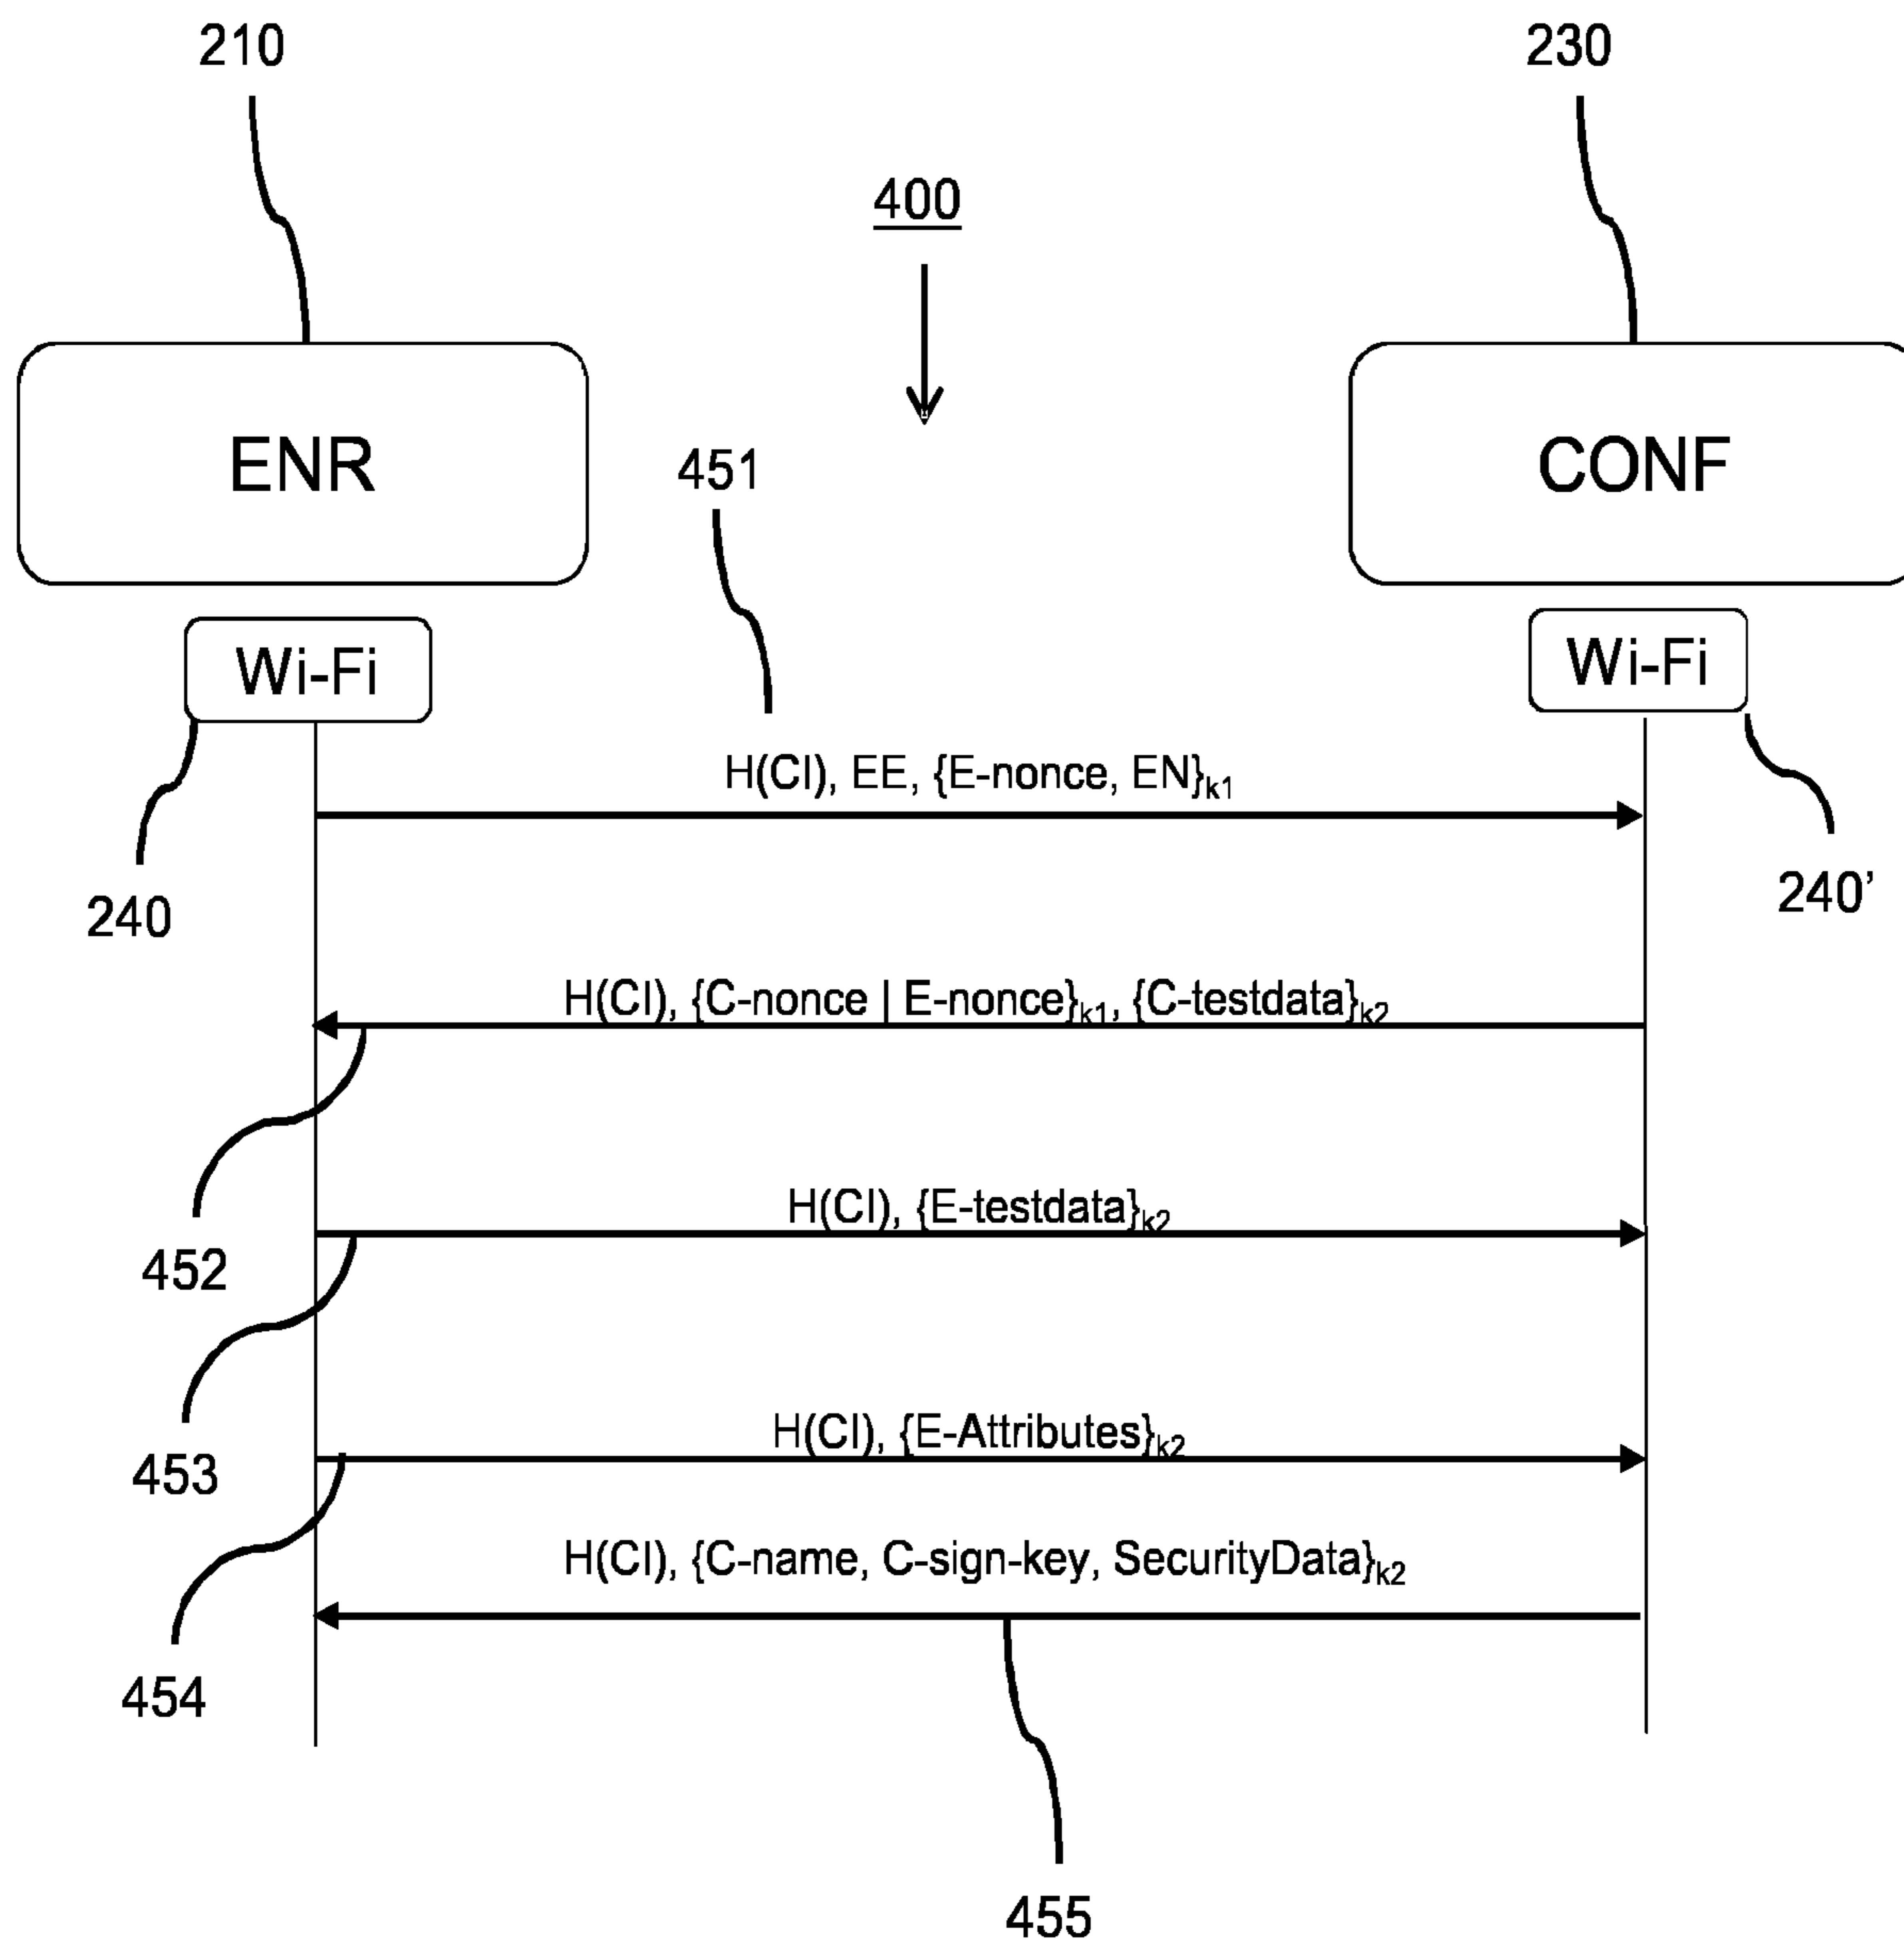 210
230
400
ENR
CONF
451
Wi-Fi
Wi-Fi
H(CI), EE, {E-nonce, EN}k1
240
240’
H(CI), {C-nonce | E-nonce}k1, {C-testdata}k2
452
H(CI), {E-testdata}k2
453
H(CI), {E-Attributes}k2
454
H(CI), {C-name, C-sign-key, SecurityData}k2
455